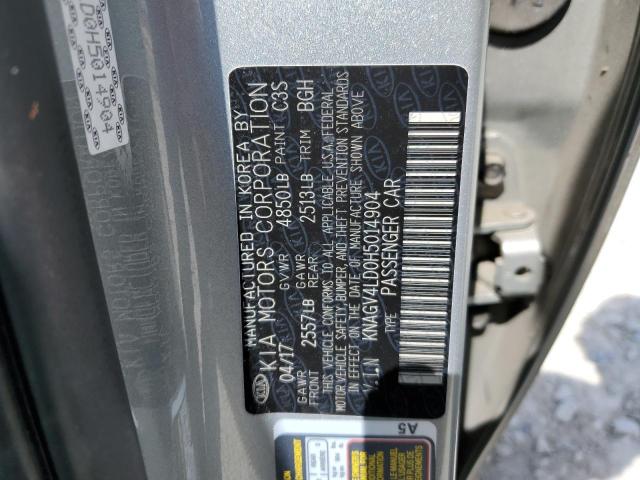 D0H5014904
MANUFACTURED IN KOREA BY
KIA MOTORS CORPORATION
04/17 GVWR 4850LB PAINT C3S
GAWR FRONT 2557LB GAWR REAR 2513LB TRIM BGH
THIS VEHICLE CONFORMS TO ALL APPLICABLE U.S.A. FEDERAL
MOTOR VEHICLE SAFETY, BUMPER, AND THEFT PREVENTION STANDARDS
IN EFFECT ON THE DATE OF MANUFACTURE SHOWN ABOVE
V.I.N KNAGV4LD0H5014904
TYPE PASSENGER CAR
A5
KIA